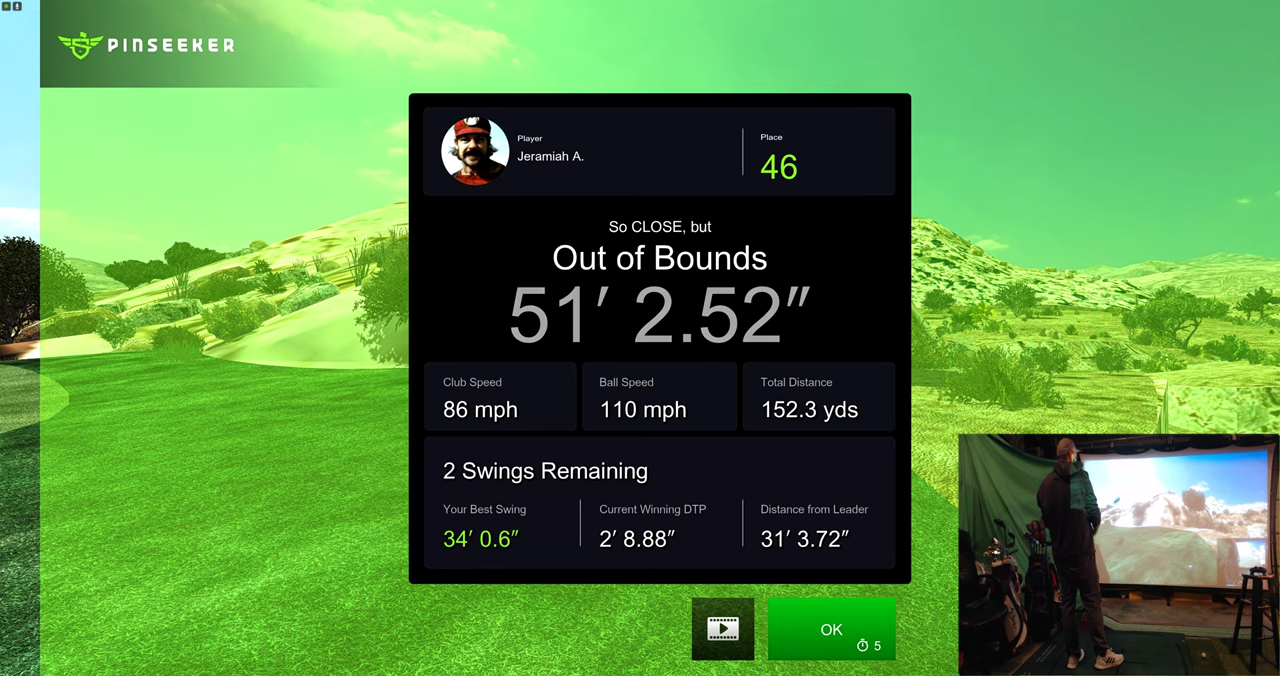 PINSEEKER
Player
Jeramiah A.
Place
46
So CLOSE, but
Out of Bounds
51′ 2.52″
Club Speed
86 mph
Ball Speed
110 mph
Total Distance
152.3 yds
2 Swings Remaining
Your Best Swing
34′ 0.6″
Current Winning DTP
2′ 8.88″
Distance from Leader
31′ 3.72″
OK
5